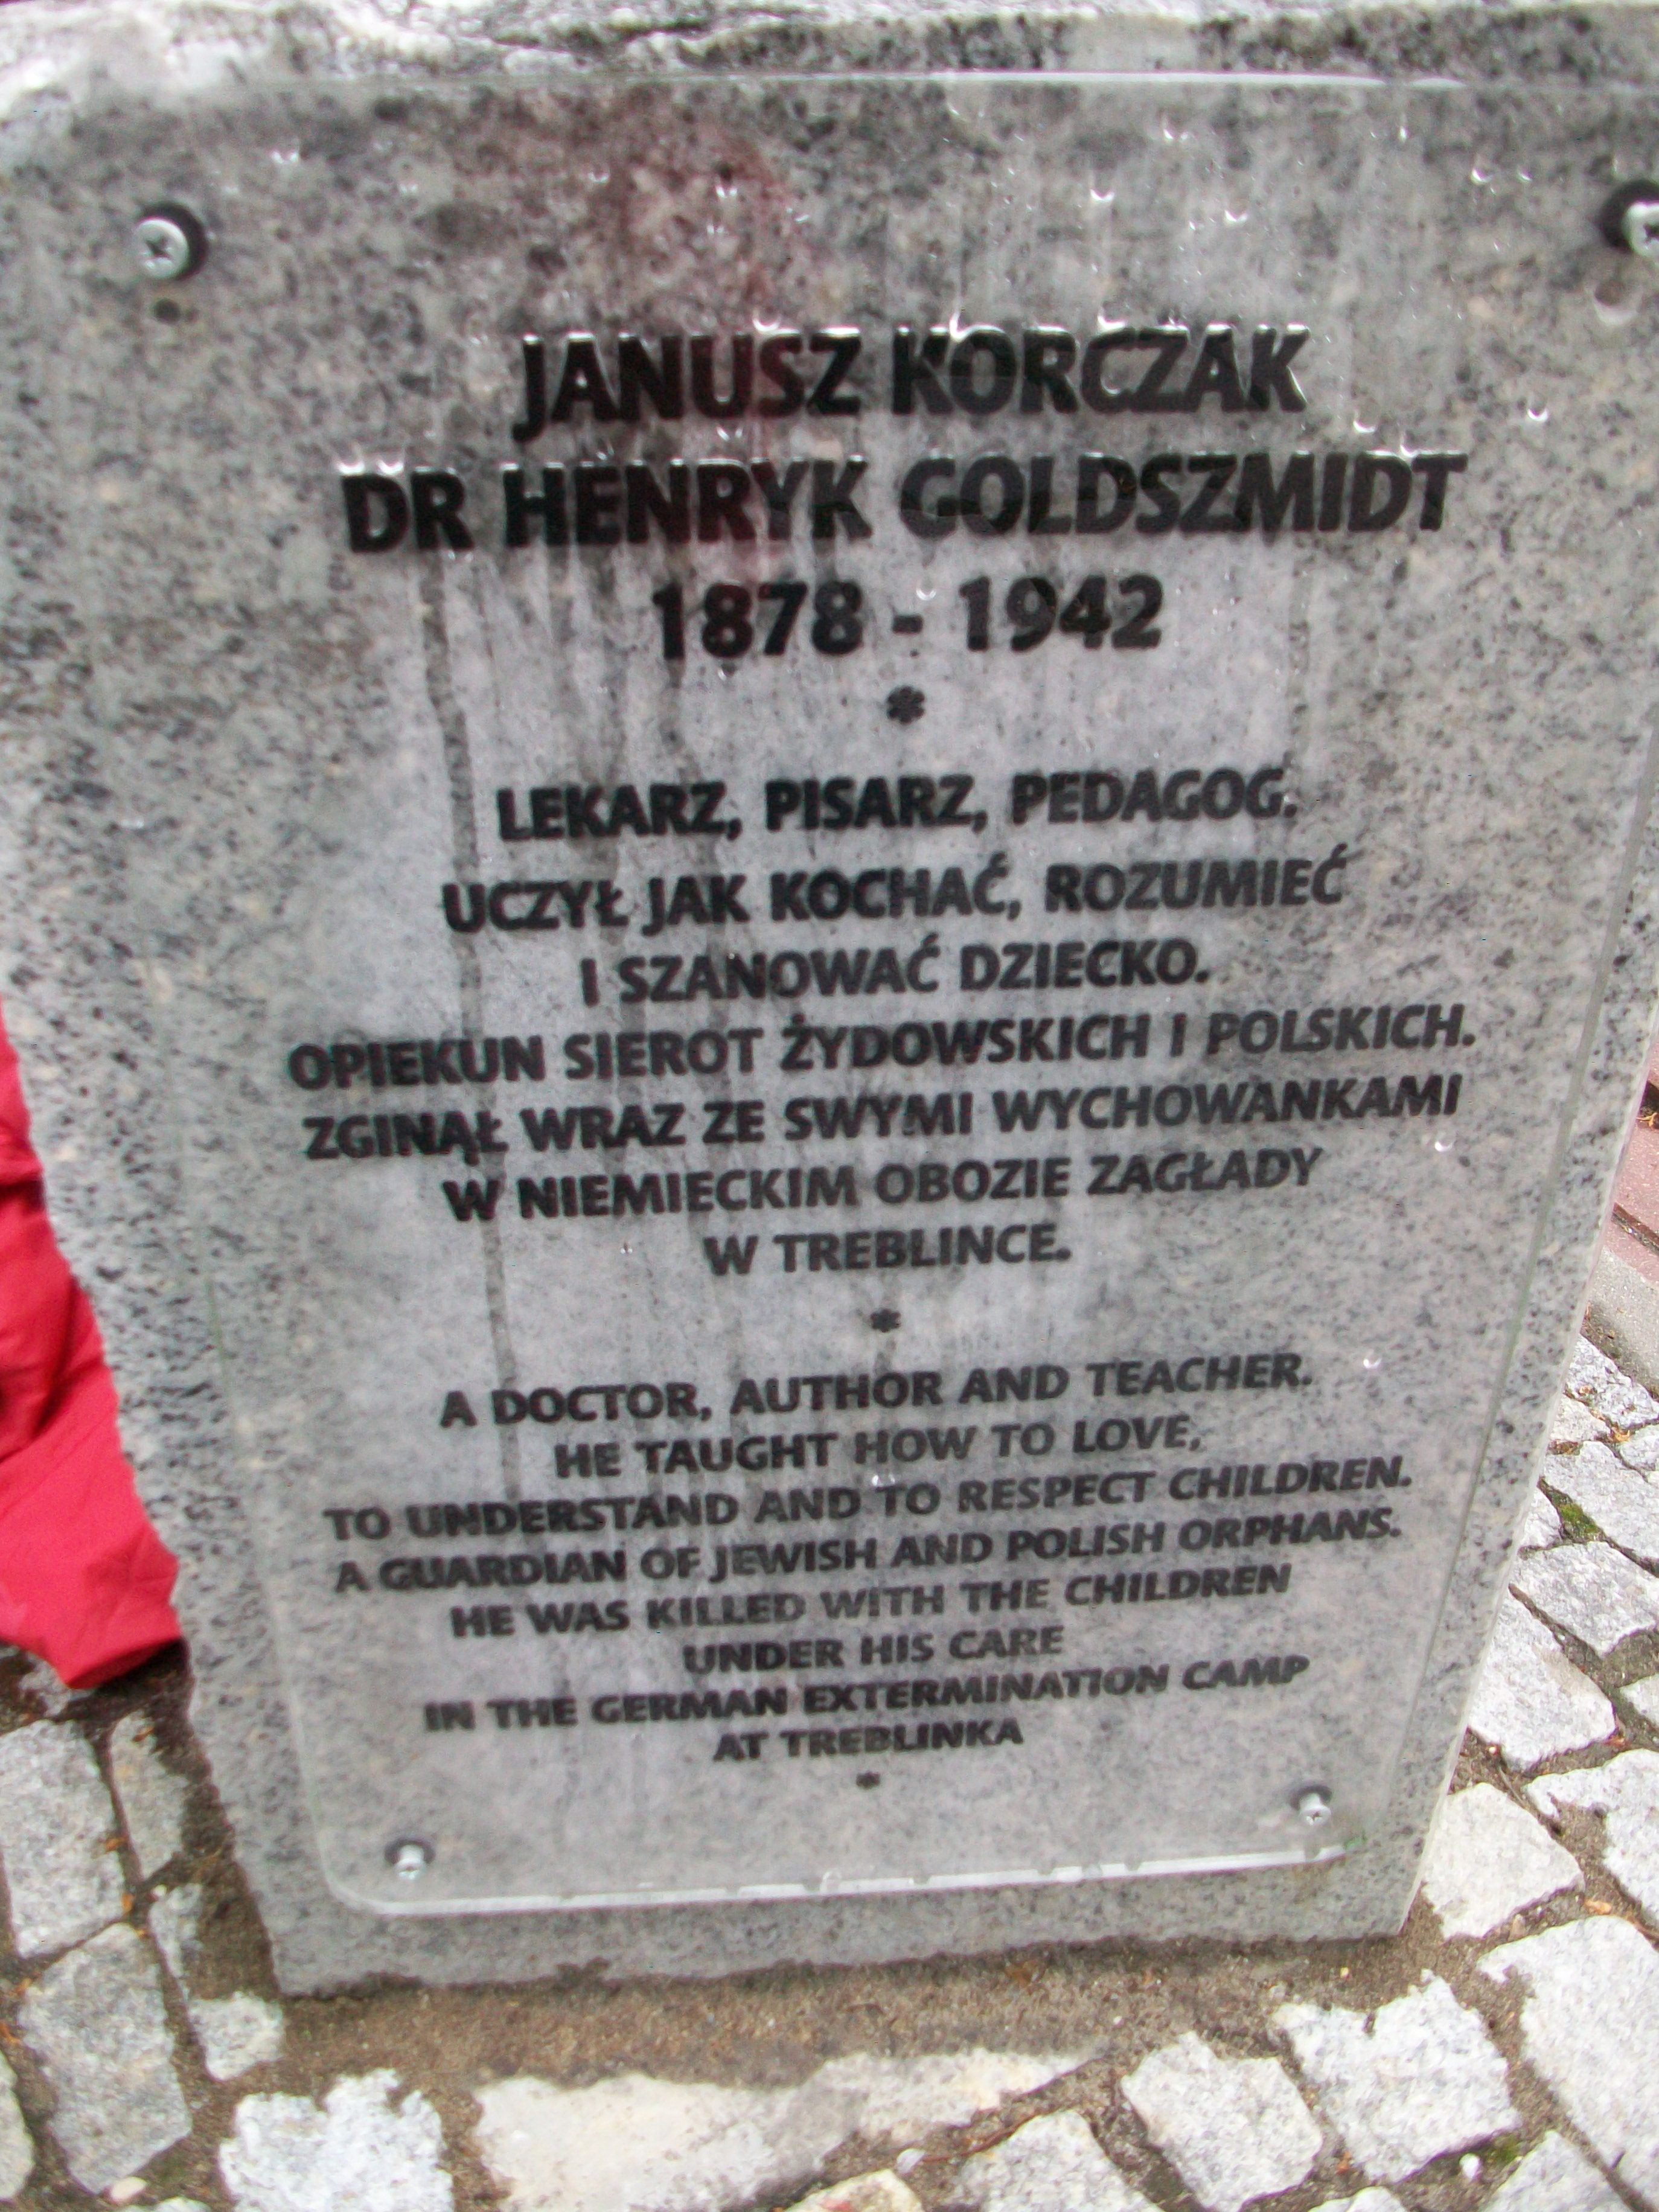 JANUSZ KORCZAK
DR HENRYK GOLDSZMIDT
1878 - 1942
*
LEKARZ, PISARZ, PEDAGOG.
UCZYŁ JAK KOCHAĆ, ROZUMIEĆ
I SZANOWAĆ DZIECKO.
OPIEKUN SIEROT ŻYDOWSKICH I POLSKICH.
ZGINĄŁ WRAZ ZE SWYMI WYCHOWANKAMI
W NIEMIECKIM OBOZIE ZAGŁADY
W TREBLINCE.
*
A DOCTOR, AUTHOR AND TEACHER.
HE TAUGHT HOW TO LOVE,
TO UNDERSTAND AND TO RESPECT CHILDREN.
A GUARDIAN OF JEWISH AND POLISH ORPHANS.
HE WAS KILLED WITH THE CHILDREN
UNDER HIS CARE
IN THE GERMAN EXTERMINATION CAMP
AT TREBLINKA
*